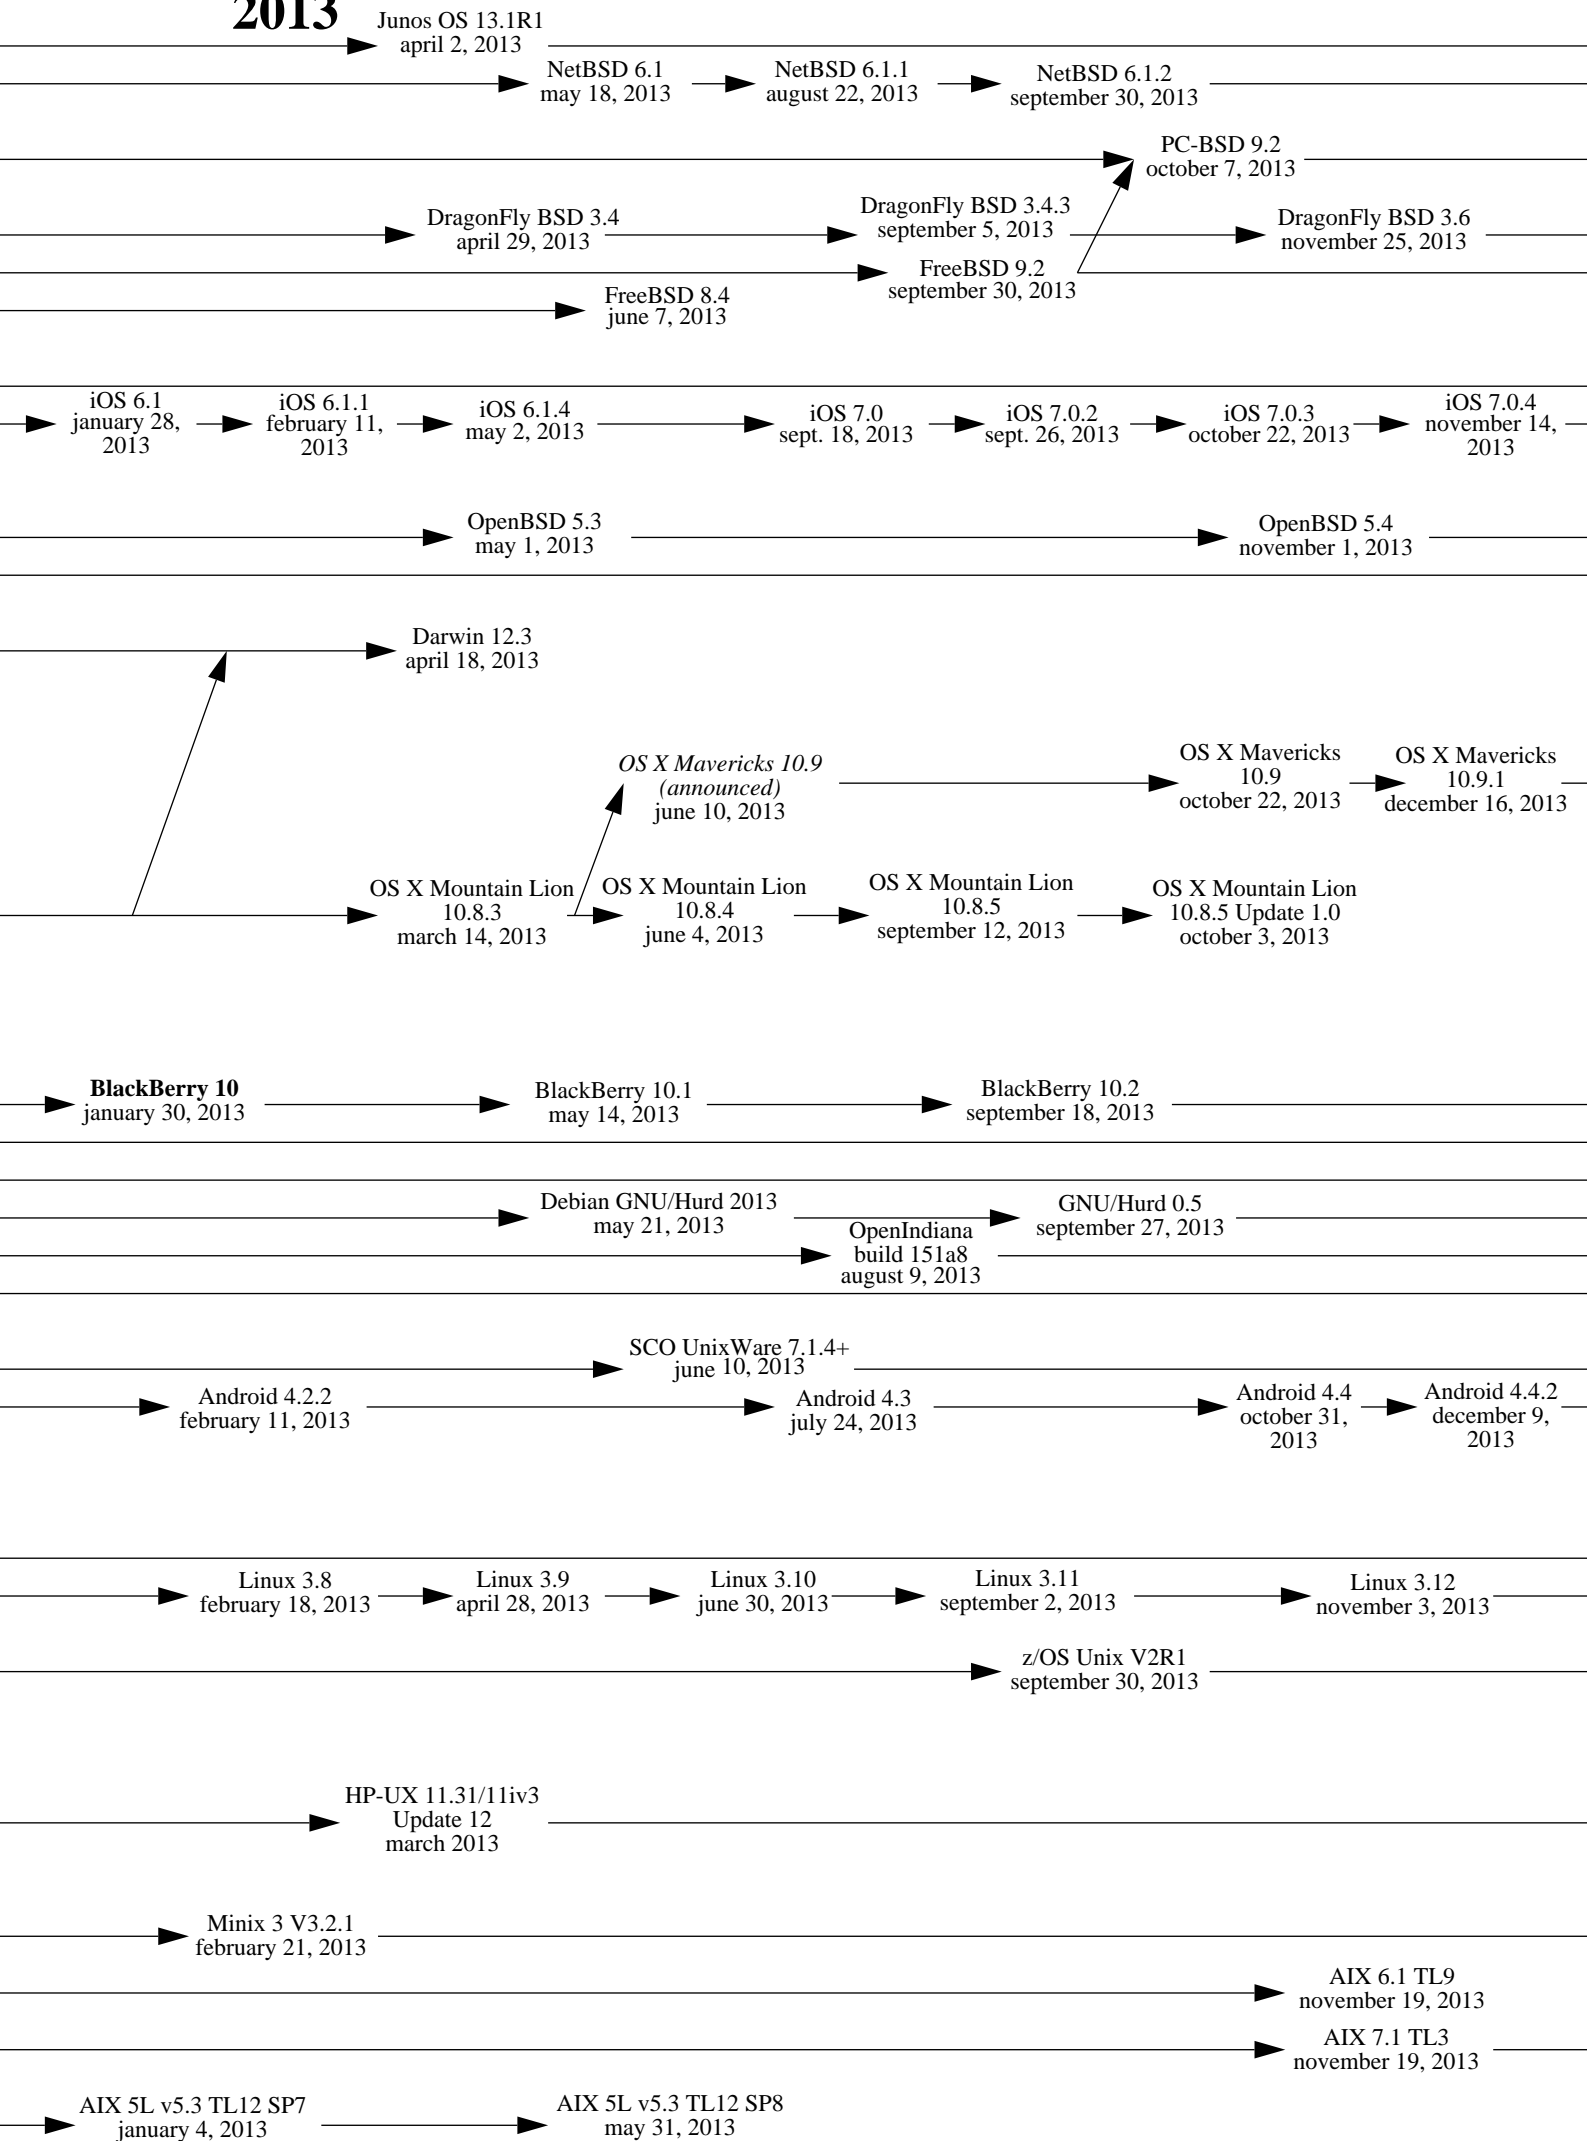 2013
Junos OS 13.1R1
april 2, 2013
NetBSD 6.1
may 18, 2013
NetBSD 6.1.1
august 22, 2013
NetBSD 6.1.2
september 30, 2013
PC-BSD 9.2
october 7, 2013
DragonFly BSD 3.4
april 29, 2013
DragonFly BSD 3.4.3
september 5, 2013
DragonFly BSD 3.6
november 25, 2013
FreeBSD 9.2
september 30, 2013
FreeBSD 8.4
june 7, 2013
iOS 6.1
january 28,
2013
iOS 6.1.1
february 11,
2013
iOS 6.1.4
may 2, 2013
iOS 7.0
sept. 18, 2013
iOS 7.0.2
sept. 26, 2013
iOS 7.0.3
october 22, 2013
iOS 7.0.4
november 14,
2013
OpenBSD 5.3
may 1, 2013
OpenBSD 5.4
november 1, 2013
Darwin 12.3
april 18, 2013
OS X Mavericks 10.9
(announced)
june 10, 2013
OS X Mavericks
10.9
october 22, 2013
OS X Mavericks
10.9.1
december 16, 2013
OS X Mountain Lion
10.8.3
march 14, 2013
OS X Mountain Lion
10.8.4
june 4, 2013
OS X Mountain Lion
10.8.5
september 12, 2013
OS X Mountain Lion
10.8.5 Update 1.0
october 3, 2013
BlackBerry 10
january 30, 2013
BlackBerry 10.1
may 14, 2013
BlackBerry 10.2
september 18, 2013
Debian GNU/Hurd 2013
may 21, 2013
GNU/Hurd 0.5
september 27, 2013
OpenIndiana
build 151a8
august 9, 2013
SCO UnixWare 7.1.4+
june 10, 2013
Android 4.2.2
february 11, 2013
Android 4.3
july 24, 2013
Android 4.4
october 31,
2013
Android 4.4.2
december 9,
2013
Linux 3.8
february 18, 2013
Linux 3.9
april 28, 2013
Linux 3.10
june 30, 2013
Linux 3.11
september 2, 2013
Linux 3.12
november 3, 2013
z/OS Unix V2R1
september 30, 2013
HP-UX 11.31/11iv3
Update 12
march 2013
Minix 3 V3.2.1
february 21, 2013
AIX 6.1 TL9
november 19, 2013
AIX 7.1 TL3
november 19, 2013
AIX 5L v5.3 TL12 SP7
january 4, 2013
AIX 5L v5.3 TL12 SP8
may 31, 2013